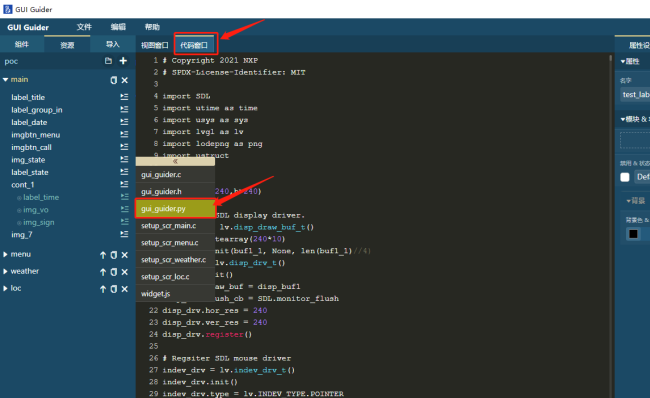 GUI Guider
GUI Guider 文件 编辑 帮助
组件 资源 导入
视图窗口 代码窗口
属性设
poc
main
label_title
label_group_in
label_date
imgbtn_menu
imgbtn_call
img_state
label_state
cont_1
label_time
img_vo
img_sign
img_7
menu
weather
loc
1 # Copyright 2021 NXP
2 # SPDX-License-Identifier: MIT
3
4 import SDL
5 import utime as time
6 import usys as sys
7 import lvgl as lv
8 import lodepng as png
9 import ustruct
«
gui_guider.c
gui_guider.h
gui_guider.py
setup_scr_main.c
setup_scr_menu.c
setup_scr_weather.c
setup_scr_loc.c
widget.js
240,h=240)
SDL display driver.
lv.disp_draw_buf_t()
tearray(240*10)
nit(buf1_1, None, len(buf1_1)//4)
lv.disp_drv_t()
it()
aw_buf = disp_buf1
ush_cb = SDL.monitor_flush
22 disp_drv.hor_res = 240
23 disp_drv.ver_res = 240
24 disp_drv.register()
25
26 # Regsiter SDL mouse driver
27 indev_drv = lv.indev_drv_t()
28 indev_drv.init()
29 indev_drv.type = lv.INDEV_TYPE.POINTER
属性
名字
test_lab
模块 &
禁用 & 状态
Def
背景
背景色 &